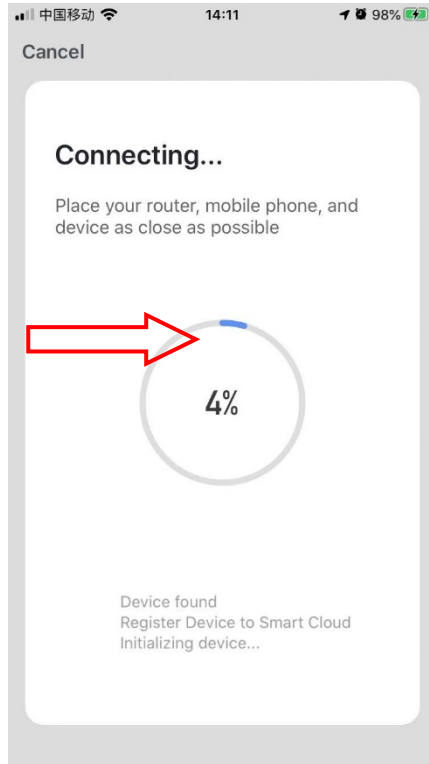 中国移动 14:11 98%
Cancel
Connecting...
Place your router, mobile phone, and
device as close as possible
4%
Device found
Register Device to Smart Cloud
Initializing device...